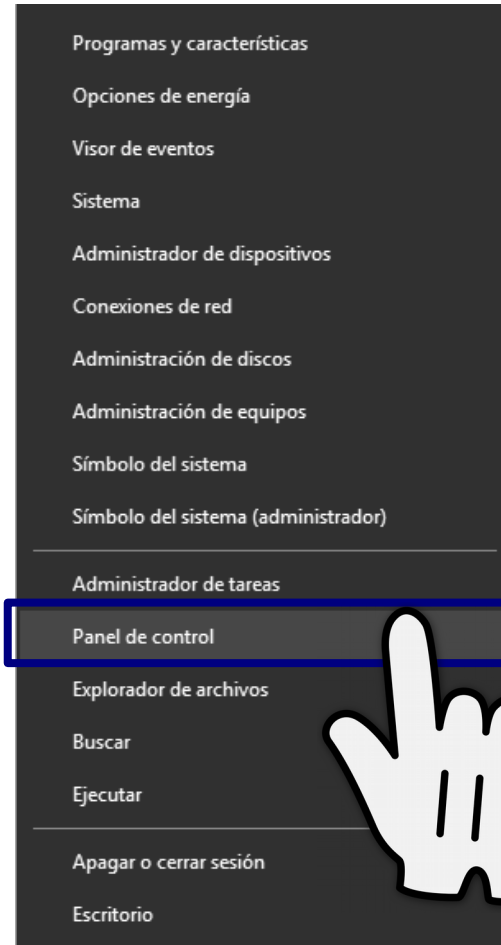 Programas y características
Opciones de energía
Visor de eventos
Sistema
Administrador de dispositivos
Conexiones de red
Administración de discos
Administración de equipos
Símbolo del sistema
Símbolo del sistema (administrador)
Administrador de tareas
Panel de control
Explorador de archivos
Buscar
Ejecutar
Apagar o cerrar sesión
Escritorio